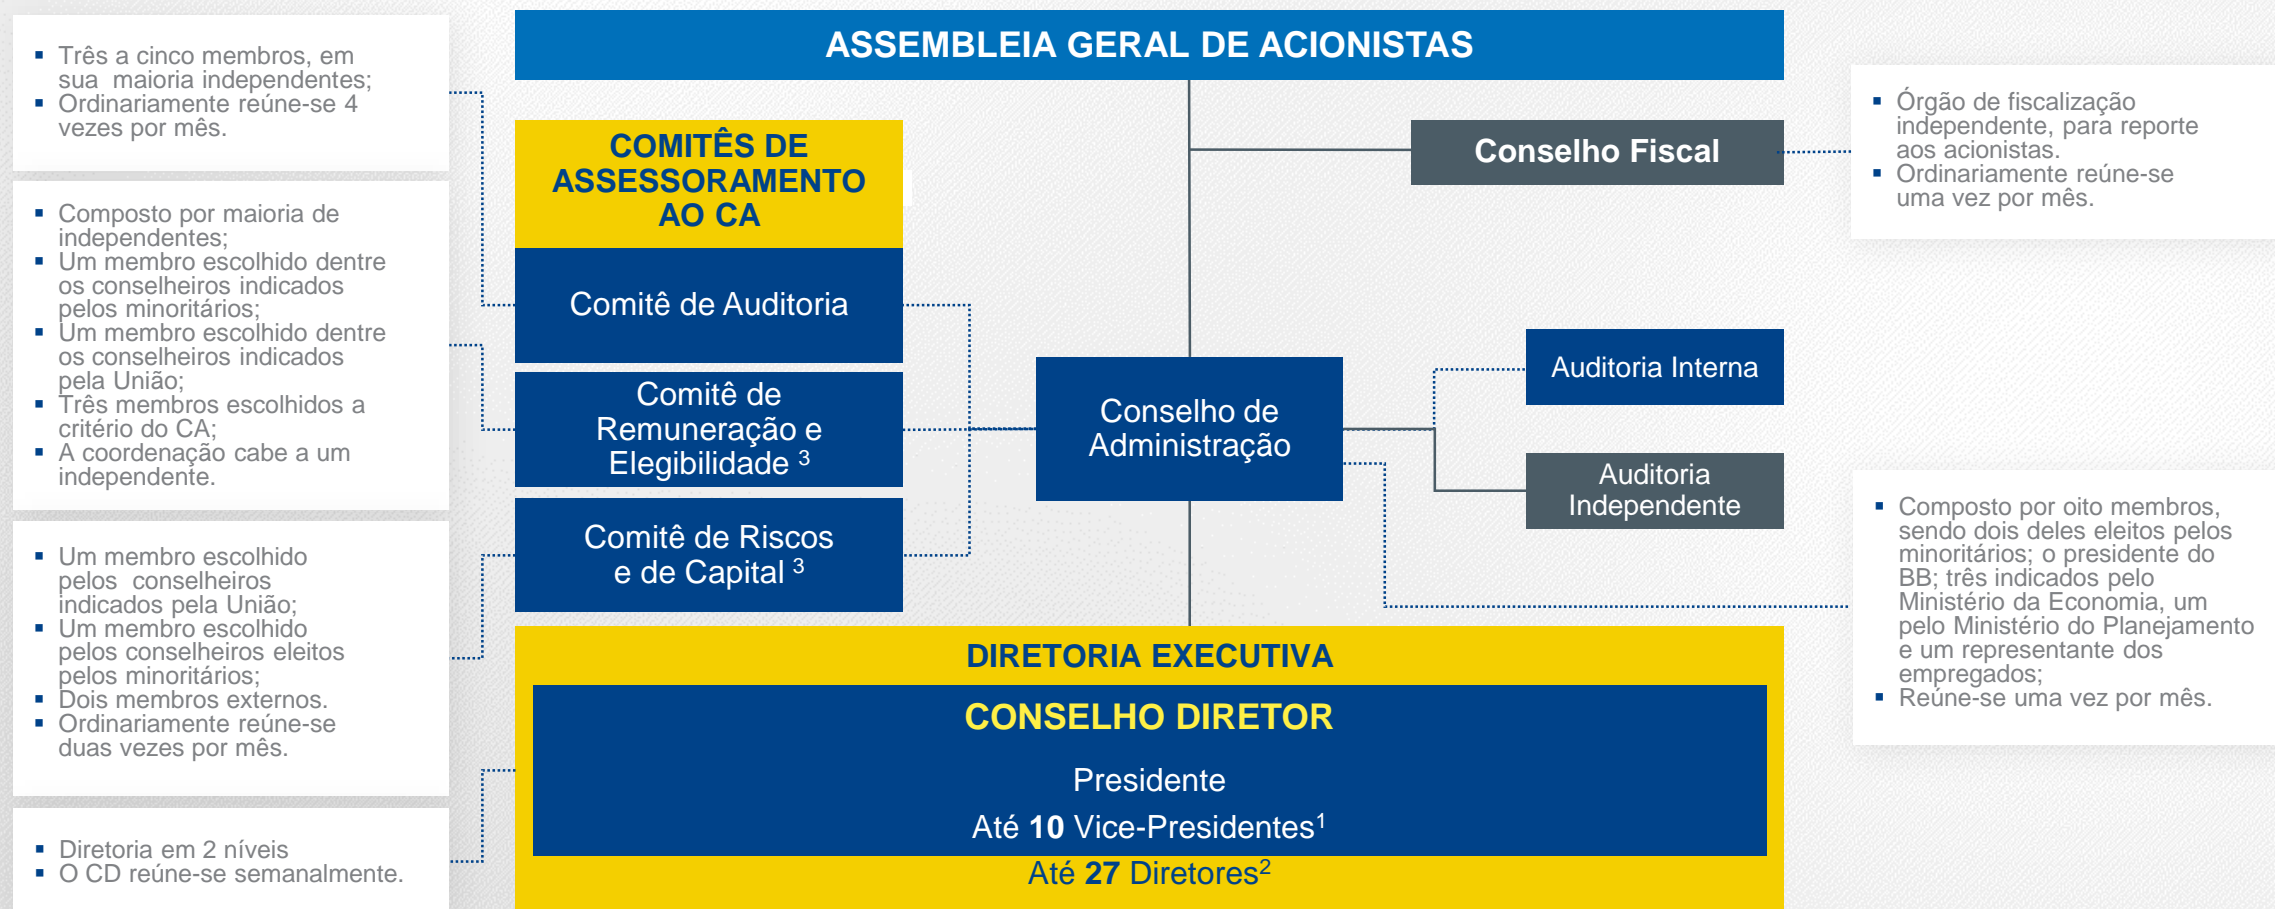 ASSEMBLEIA GERAL DE ACIONISTAS
▪ Três a cinco membros, em
sua maioria independentes;
▪ Ordinariamente reúne-se 4
vezes por mês.
▪ Composto por maioria de
independentes;
▪ Um membro escolhido dentre
os conselheiros indicados
pelos minoritários;
▪ Um membro escolhido dentre
os conselheiros indicados
pela União;
▪ Três membros escolhidos a
critério do CA;
▪ A coordenação cabe a um
independente.
▪ Um membro escolhido
pelos conselheiros
indicados pela União;
▪ Um membro escolhido
pelos conselheiros eleitos
pelos minoritários;
▪ Dois membros externos.
▪ Ordinariamente reúne-se
duas vezes por mês.
▪ Diretoria em 2 níveis
▪ O CD reúne-se semanalmente.
COMITÊS DE
ASSESSORAMENTO
AO CA
Comitê de Auditoria
Comitê de
Remuneração e
Elegibilidade ³
Comitê de Riscos
e de Capital ³
Conselho de
Administração
Conselho Fiscal
Auditoria Interna
Auditoria
Independente
▪ Órgão de fiscalização
independente, para reporte
aos acionistas.
▪ Ordinariamente reúne-se
uma vez por mês.
▪ Composto por oito membros,
sendo dois deles eleitos pelos
minoritários; o presidente do
BB; três indicados pelo
Ministério da Economia, um
pelo Ministério do Planejamento
e um representante dos
empregados;
▪ Reúne-se uma vez por mês.
DIRETORIA EXECUTIVA
CONSELHO DIRETOR
Presidente
Até 10 Vice-Presidentes¹
Até 27 Diretores²